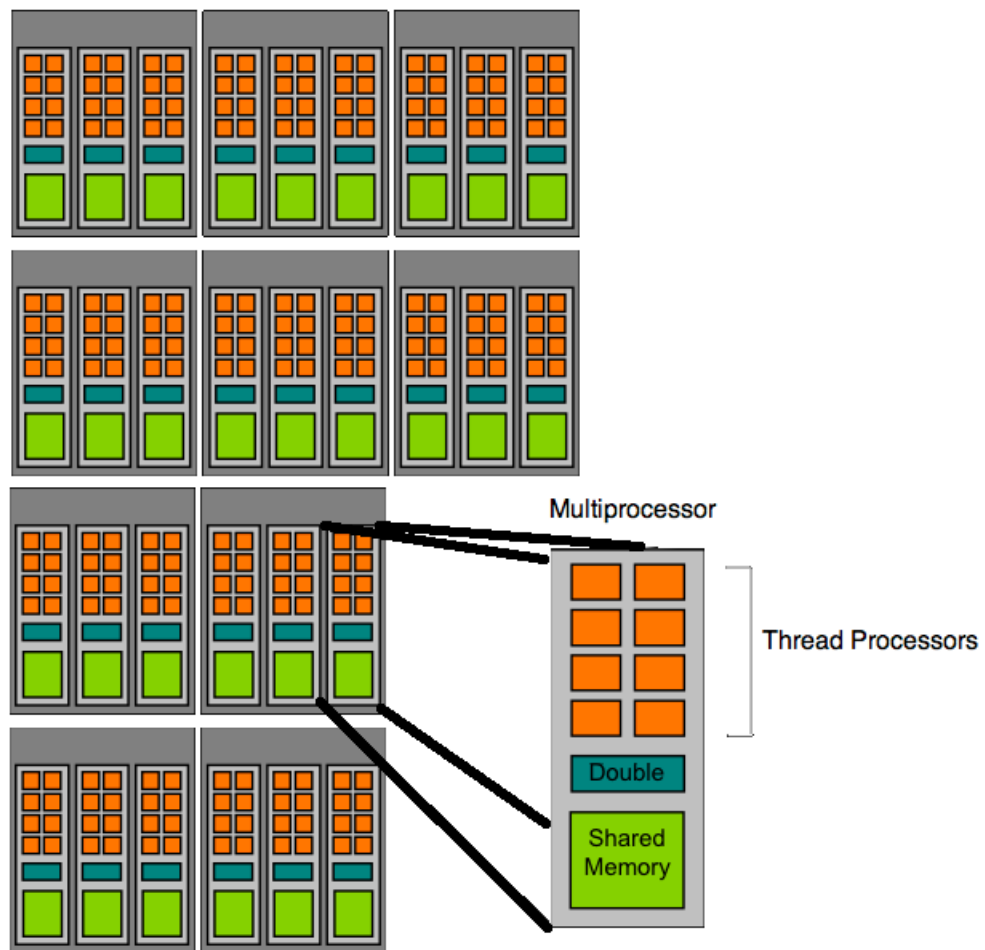 Multiprocessor
Thread Processors
Double
Shared
Memory